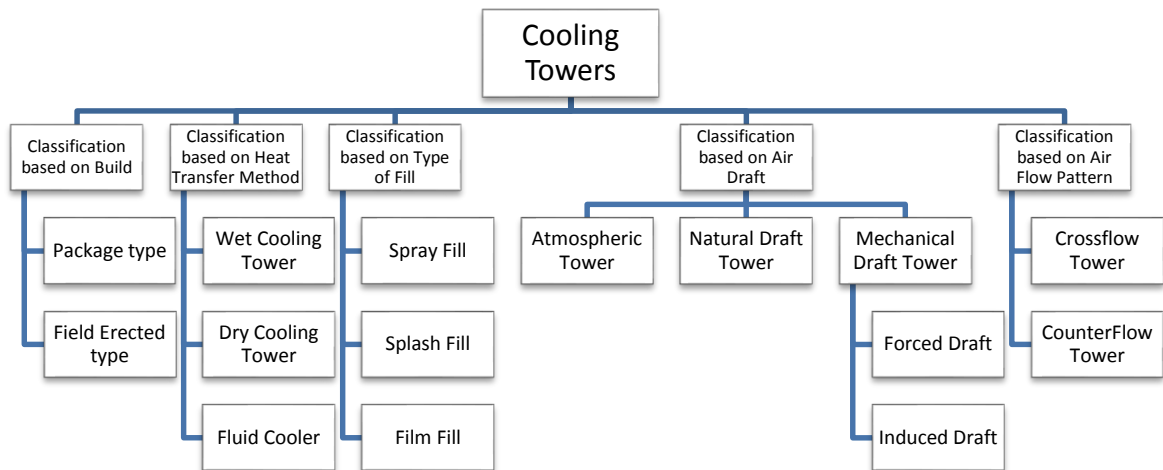 Cooling
Towers
Classification
based on Build
Package type
Field Erected
type
Classification
based on Heat
Transfer Method
Wet Cooling
Tower
Dry Cooling
Tower
Fluid Cooler
Classification
based on Type
of Fill
Spray Fill
Splash Fill
Film Fill
Classification
based on Air
Draft
Atmospheric
Tower
Natural Draft
Tower
Mechanical
Draft Tower
Forced Draft
Induced Draft
Classification
based on Air
Flow Pattern
Crossflow
Tower
CounterFlow
Tower